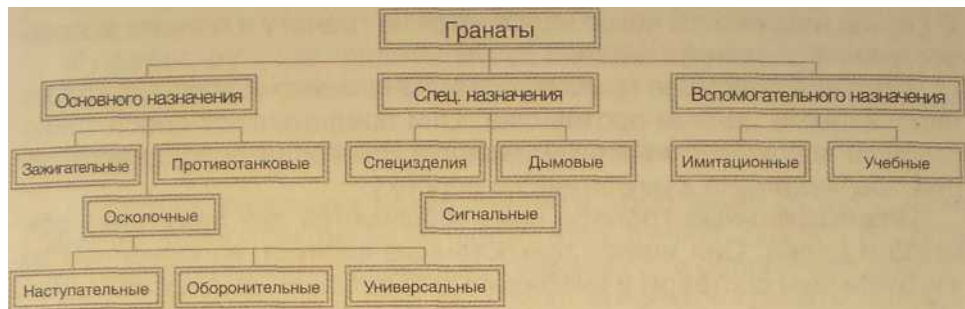 Гранаты
Основного назначения
Спец. назначения
Вспомогательного назначения
Зажигательные
Противотанковые
Специзделия
Дымовые
Имитационные
Учебные
Осколочные
Сигнальные
Наступательные
Оборонительные
Универсальные